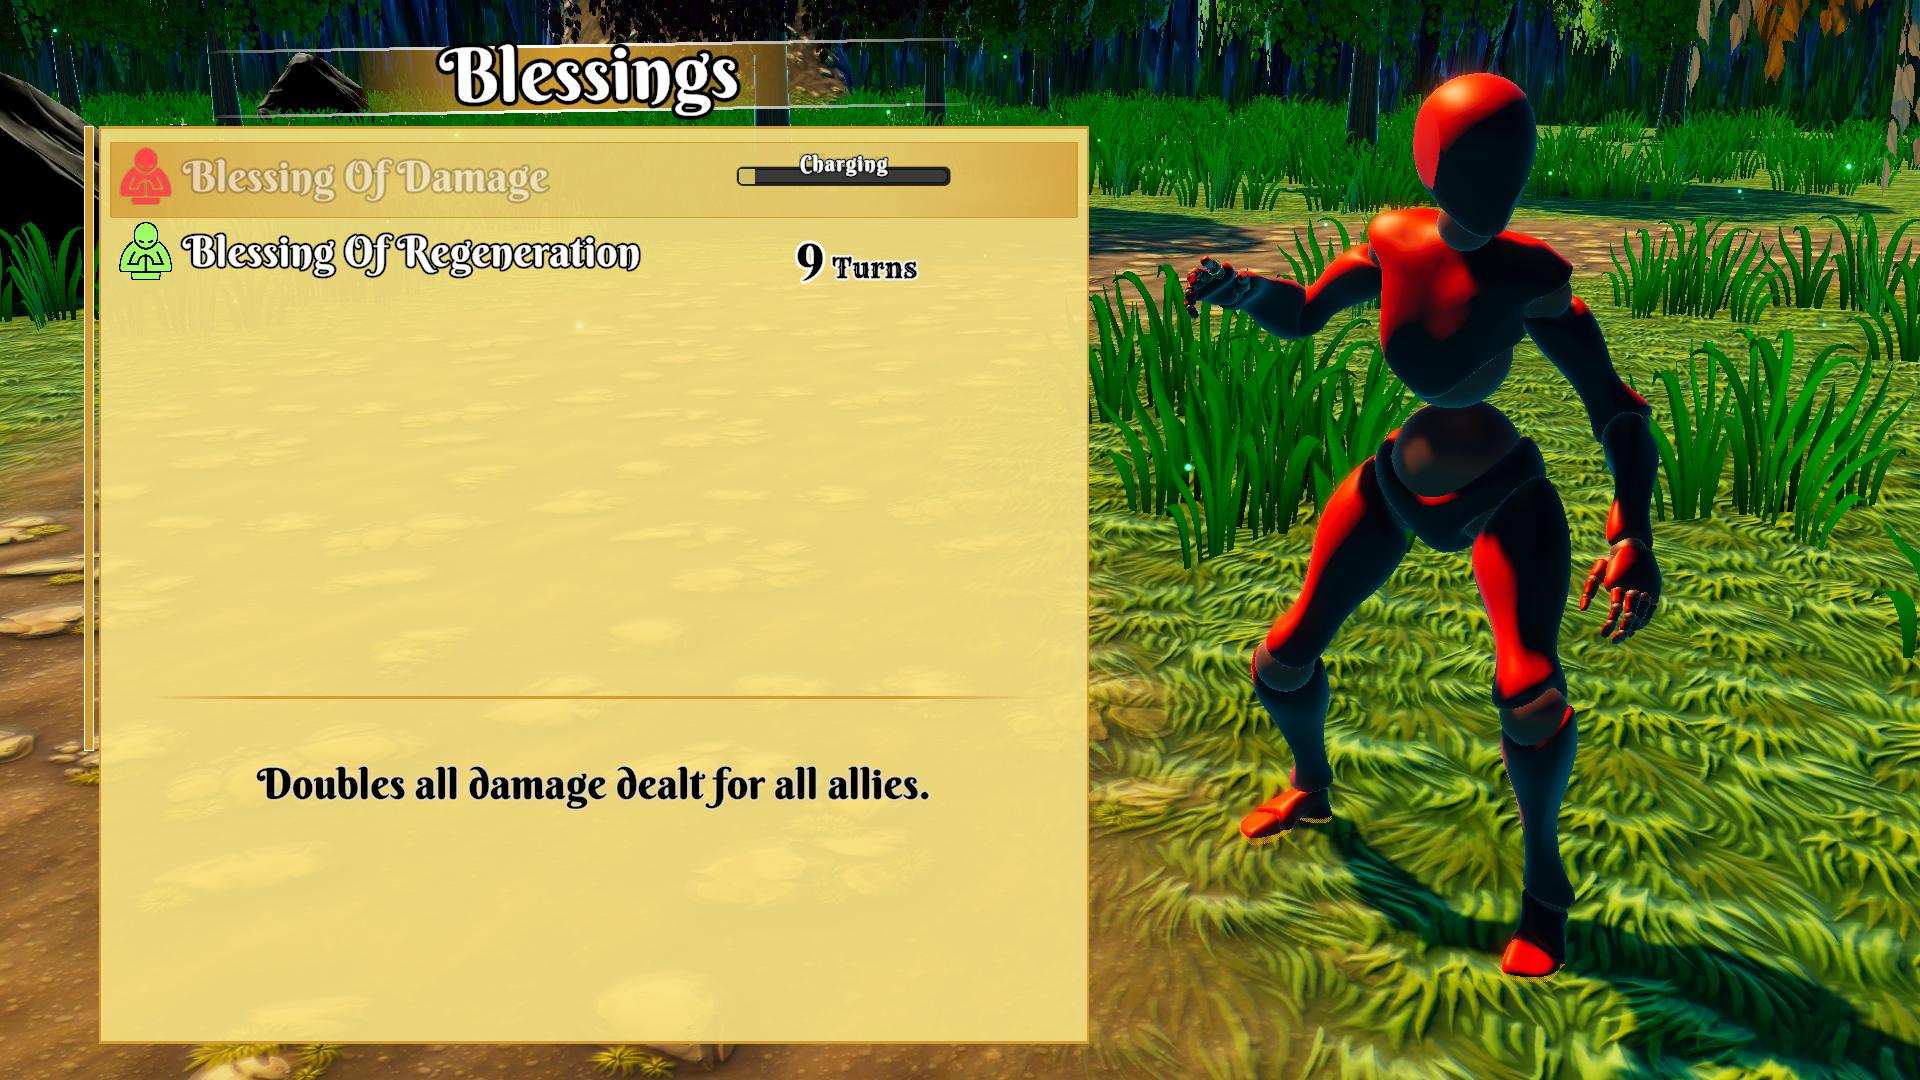 Blessings
Blessing Of Damage
Charging
Blessing Of Regeneration
9 Turns
Doubles all damage dealt for all allies.